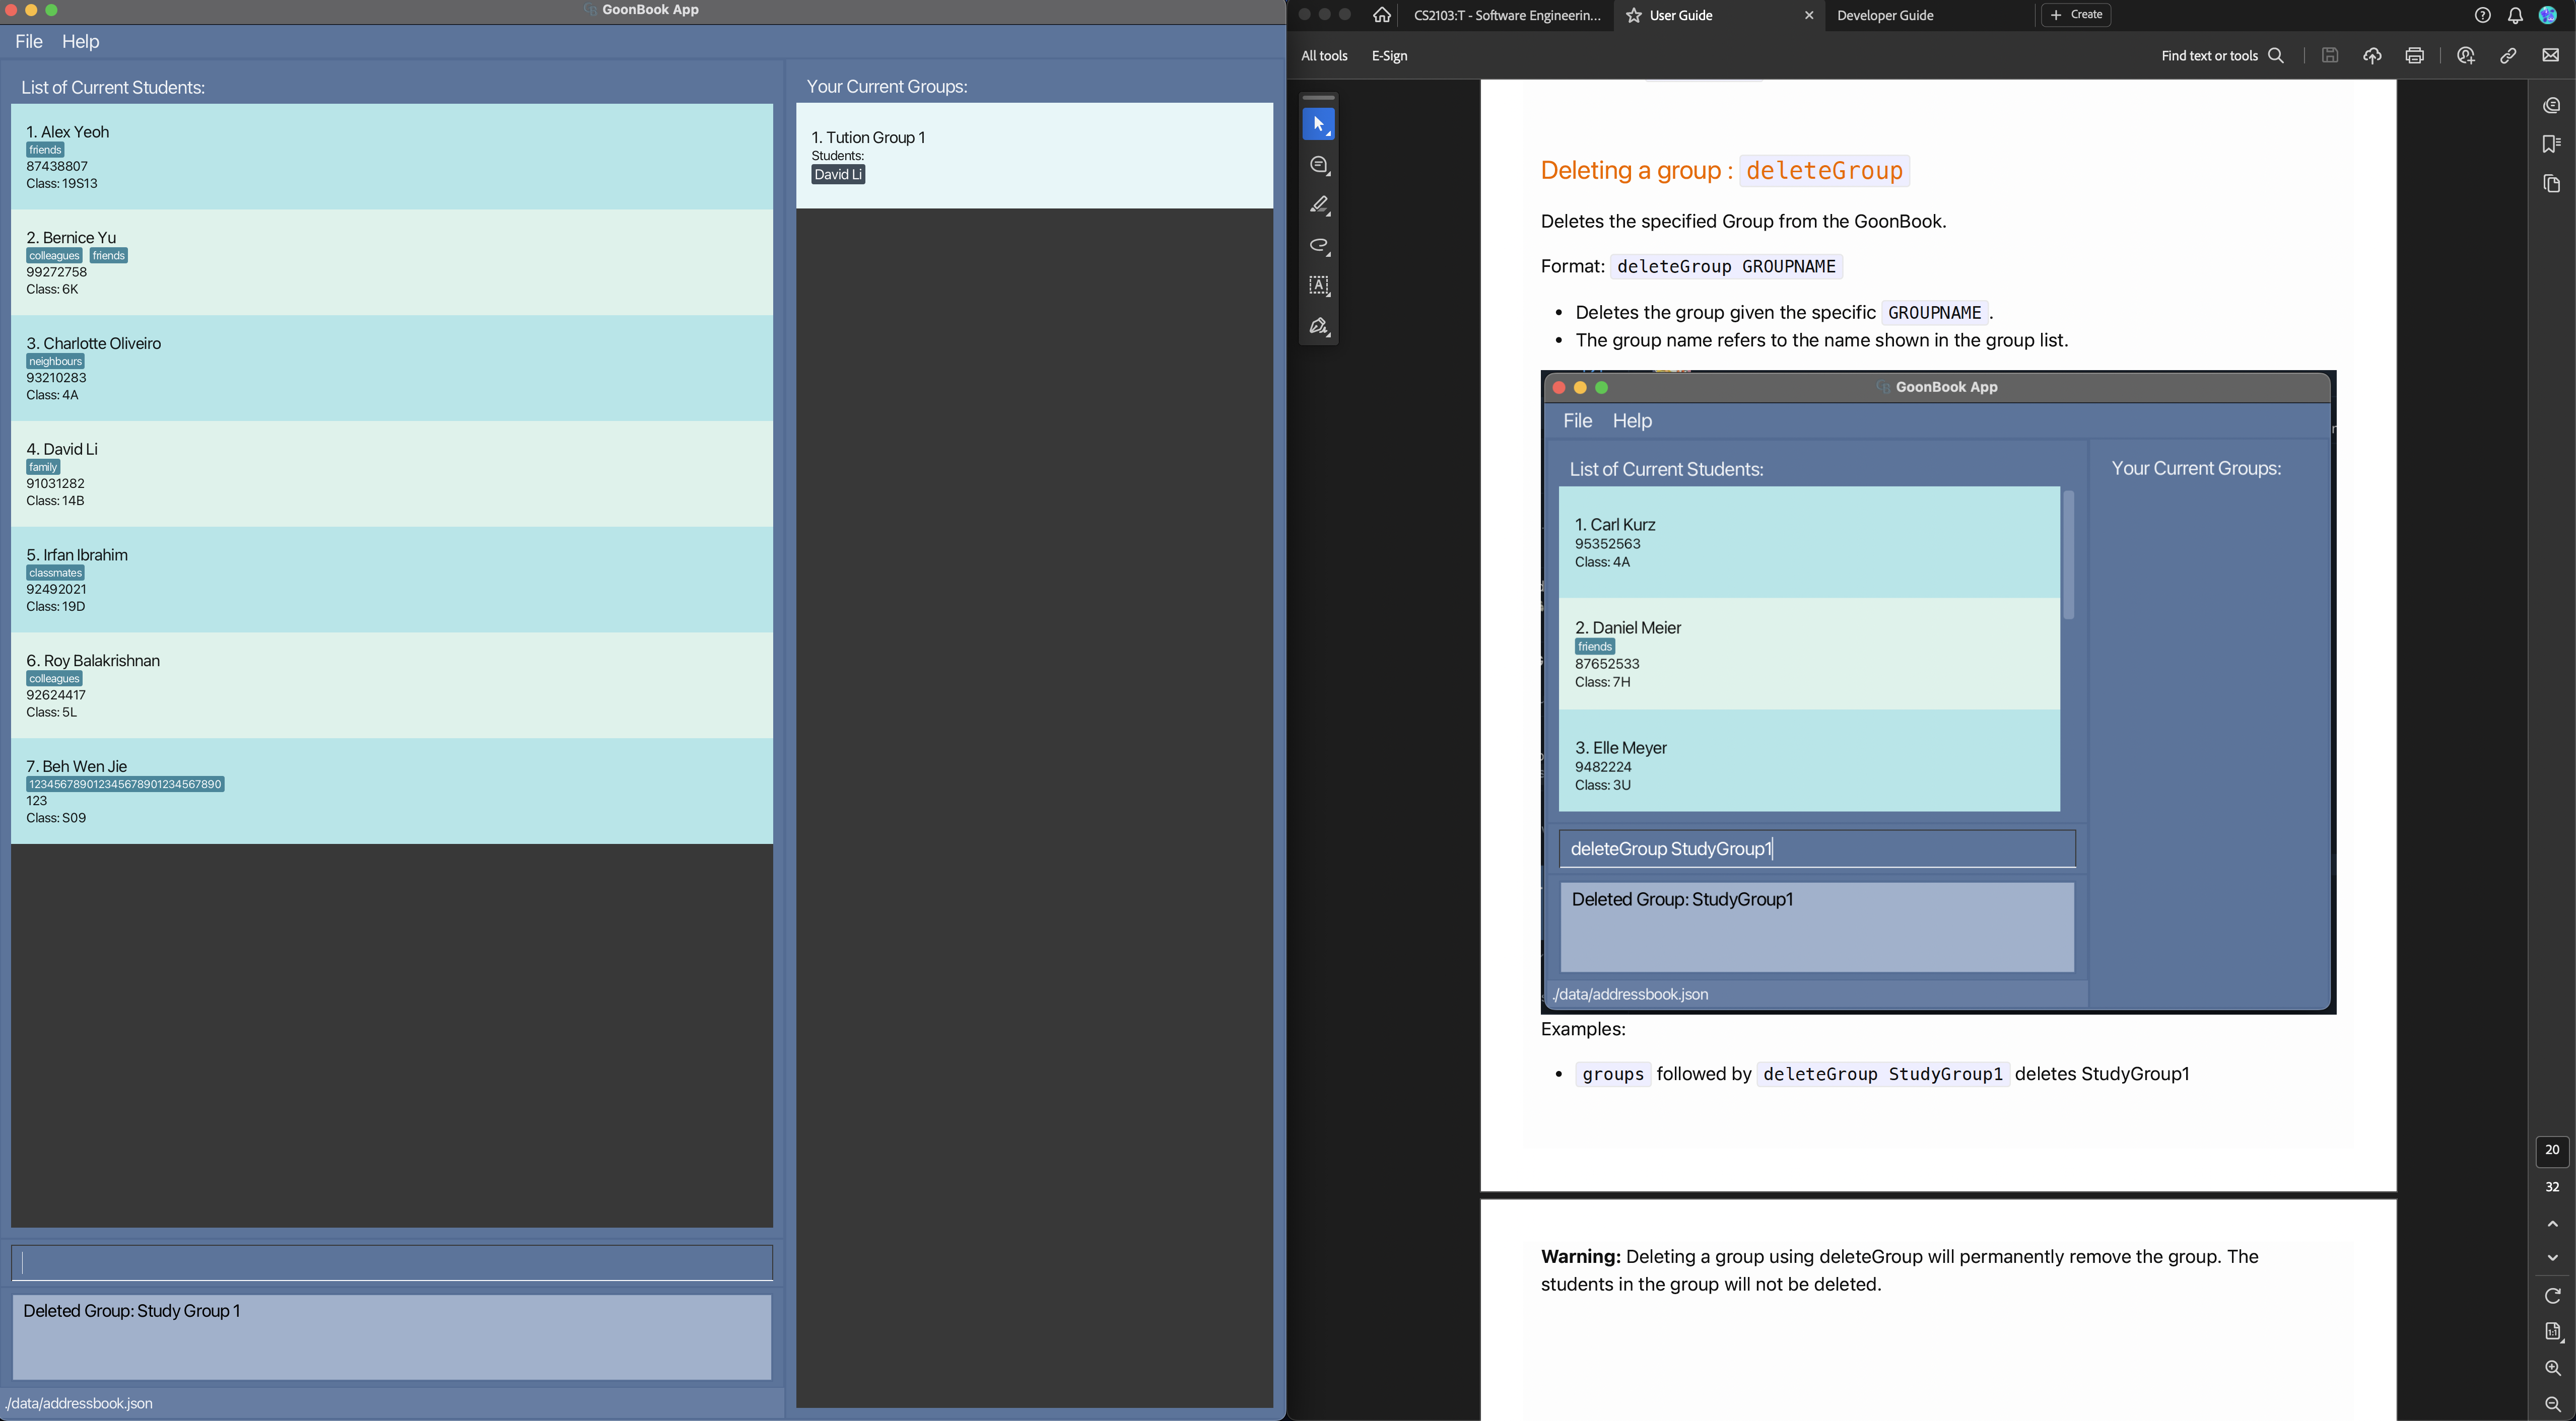 GoonBook App
File Help
List of Current Students:
1. Alex Yeoh
friends
87438807
Class: 19S13
2. Bernice Yu
colleagues friends
99272758
Class: 6K
3. Charlotte Oliveiro
neighbours
93210283
Class: 4A
4. David Li
family
91031282
Class: 14B
5. Irfan Ibrahim
classmates
92492021
Class: 19D
6. Roy Balakrishnan
colleagues
92624417
Class: 5L
7. Beh Wen Jie
123456789012345678901234567890
123
Class: S09
Deleted Group: Study Group 1
./data/addressbook.json
Your Current Groups:
1. Tution Group 1
Students:
David Li
CS2103:T - Software Engineerin...
User Guide
Developer Guide
Create
All tools E-Sign
Find text or tools
Deleting a group : deleteGroup
Deletes the specified Group from the GoonBook.
Format: deleteGroup GROUPNAME
• Deletes the group given the specific GROUPNAME .
• The group name refers to the name shown in the group list.
GoonBook App
File Help
List of Current Students:
1. Carl Kurz
95352563
Class: 4A
2. Daniel Meier
friends
87652533
Class: 7H
3. Elle Meyer
9482224
Class: 3U
deleteGroup StudyGroup1
Deleted Group: StudyGroup1
./data/addressbook.json
Your Current Groups:
Examples:
• groups followed by deleteGroup StudyGroup1 deletes StudyGroup1
Warning: Deleting a group using deleteGroup will permanently remove the group. The
students in the group will not be deleted.
20
32